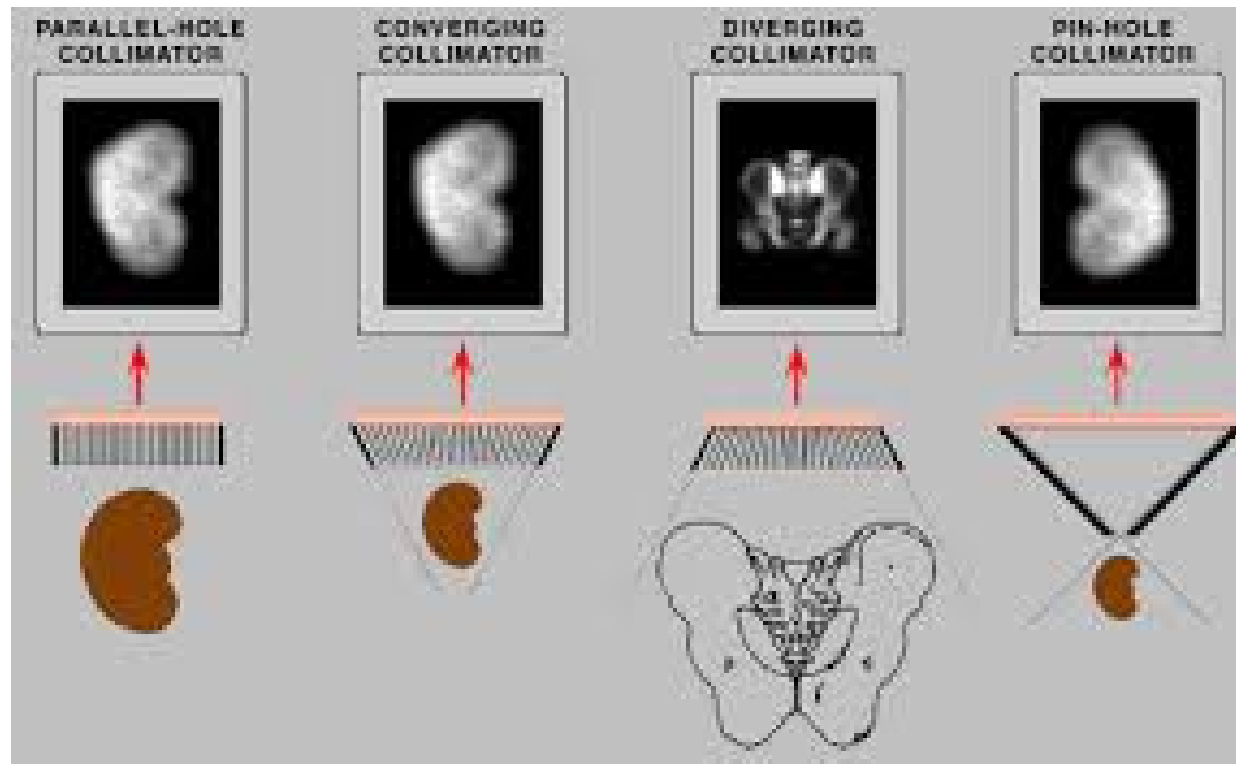 PARALLEL-HOLE
COLLIMATOR
CONVERGING
COLLIMATOR
DIVERGING
COLLIMATOR
PIN-HOLE
COLLIMATOR